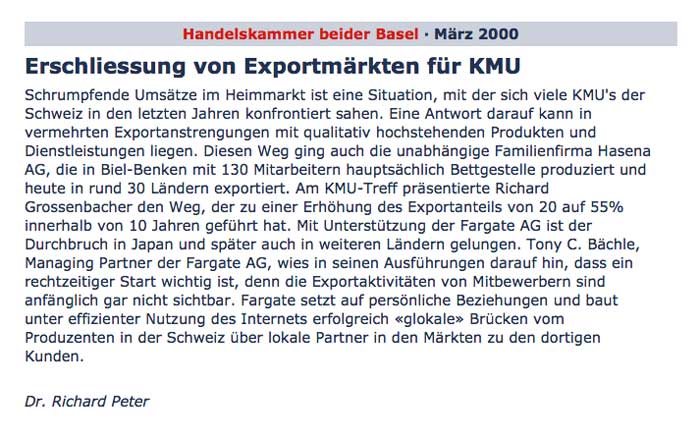 Handelskammer beider Basel · März 2000
Erschliessung von Exportmärkten für KMU
Schrumpfende Umsätze im Heimmarkt ist eine Situation, mit der sich viele KMU's der
Schweiz in den letzten Jahren konfrontiert sahen. Eine Antwort darauf kann in
vermehrten Exportanstrengungen mit qualitativ hochstehenden Produkten und
Dienstleistungen liegen. Diesen Weg ging auch die unabhängige Familienfirma Hasena
AG, die in Biel-Benken mit 130 Mitarbeitern hauptsächlich Bettgestelle produziert und
heute in rund 30 Ländern exportiert. Am KMU-Treff präsentierte Richard
Grossenbacher den Weg, der zu einer Erhöhung des Exportanteils von 20 auf 55%
innerhalb von 10 Jahren geführt hat. Mit Unterstützung der Fargate AG ist der
Durchbruch in Japan und später auch in weiteren Ländern gelungen. Tony C. Bächle,
Managing Partner der Fargate AG, wies in seinen Ausführungen darauf hin, dass ein
rechtzeitiger Start wichtig ist, denn die Exportaktivitäten von Mitbewerbern sind
anfänglich gar nicht sichtbar. Fargate setzt auf persönliche Beziehungen und baut
unter effizienter Nutzung des Internets erfolgreich «glokale» Brücken vom
Produzenten in der Schweiz über lokale Partner in den Märkten zu den dortigen
Kunden.
Dr. Richard Peter